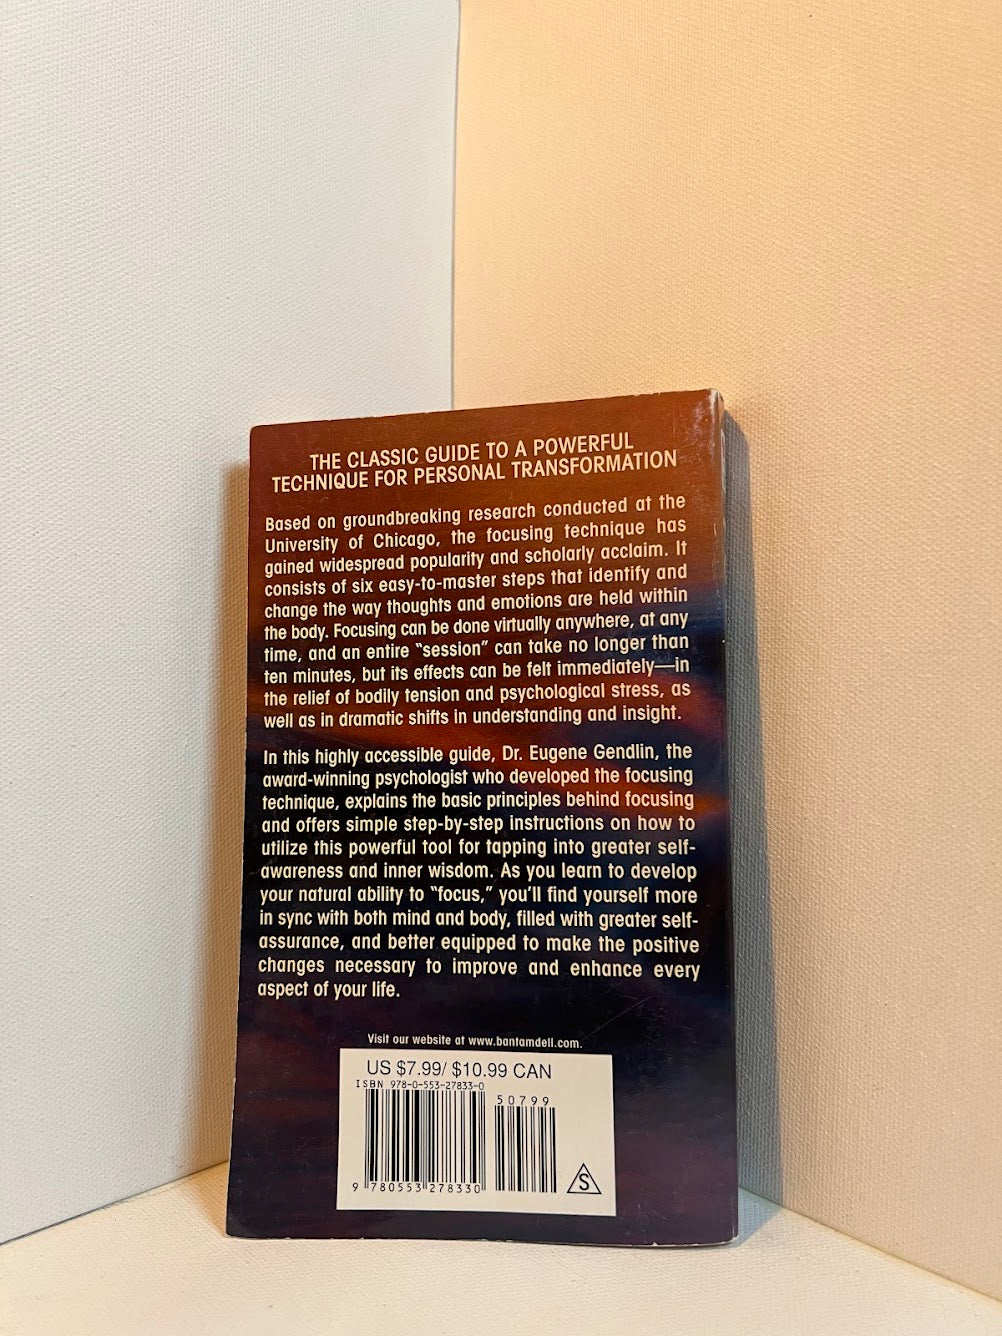 THE CLASSIC GUIDE TO A POWERFUL
TECHNIQUE FOR PERSONAL TRANSFORMATION
Based on groundbreaking research conducted at the
University of Chicago, the focusing technique has
gained widespread popularity and scholarly acclaim. It
consists of six easy-to-master steps that identify and
change the way thoughts and emotions are held within
the body. Focusing can be done virtually anywhere, at any
time, and an entire “session” can take no longer than
ten minutes, but its effects can be felt immediately—in
the relief of bodily tension and psychological stress, as
well as in dramatic shifts in understanding and insight.
In this highly accessible guide, Dr. Eugene Gendlin, the
award-winning psychologist who developed the focusing
technique, explains the basic principles behind focusing
and offers simple step-by-step instructions on how to
utilize this powerful tool for tapping into greater self-
awareness and inner wisdom. As you learn to develop
your natural ability to “focus,” you’ll find yourself more
in sync with both mind and body, filled with greater self-
assurance, and better equipped to make the positive
changes necessary to improve and enhance every
aspect of your life.
Visit our website at www.bantamdell.com.
US $7.99/ $10.99 CAN
ISBN 978-0-553-27833-0
50799
9 780553 278330
S